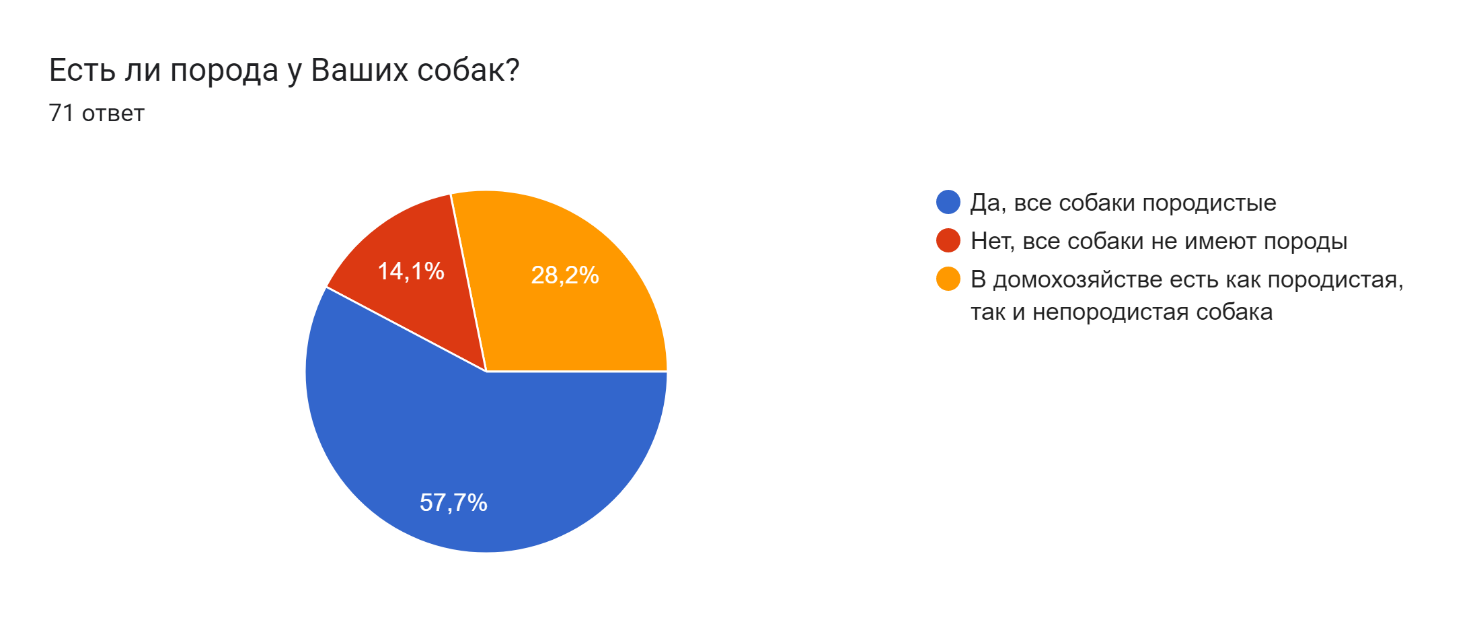 Есть ли порода у Ваших собак?
71 ответ
14,1%
28,2%
57,7%
Да, все собаки породистые
Нет, все собаки не имеют породы
В домохозяйстве есть как породистая,
так и непородистая собака